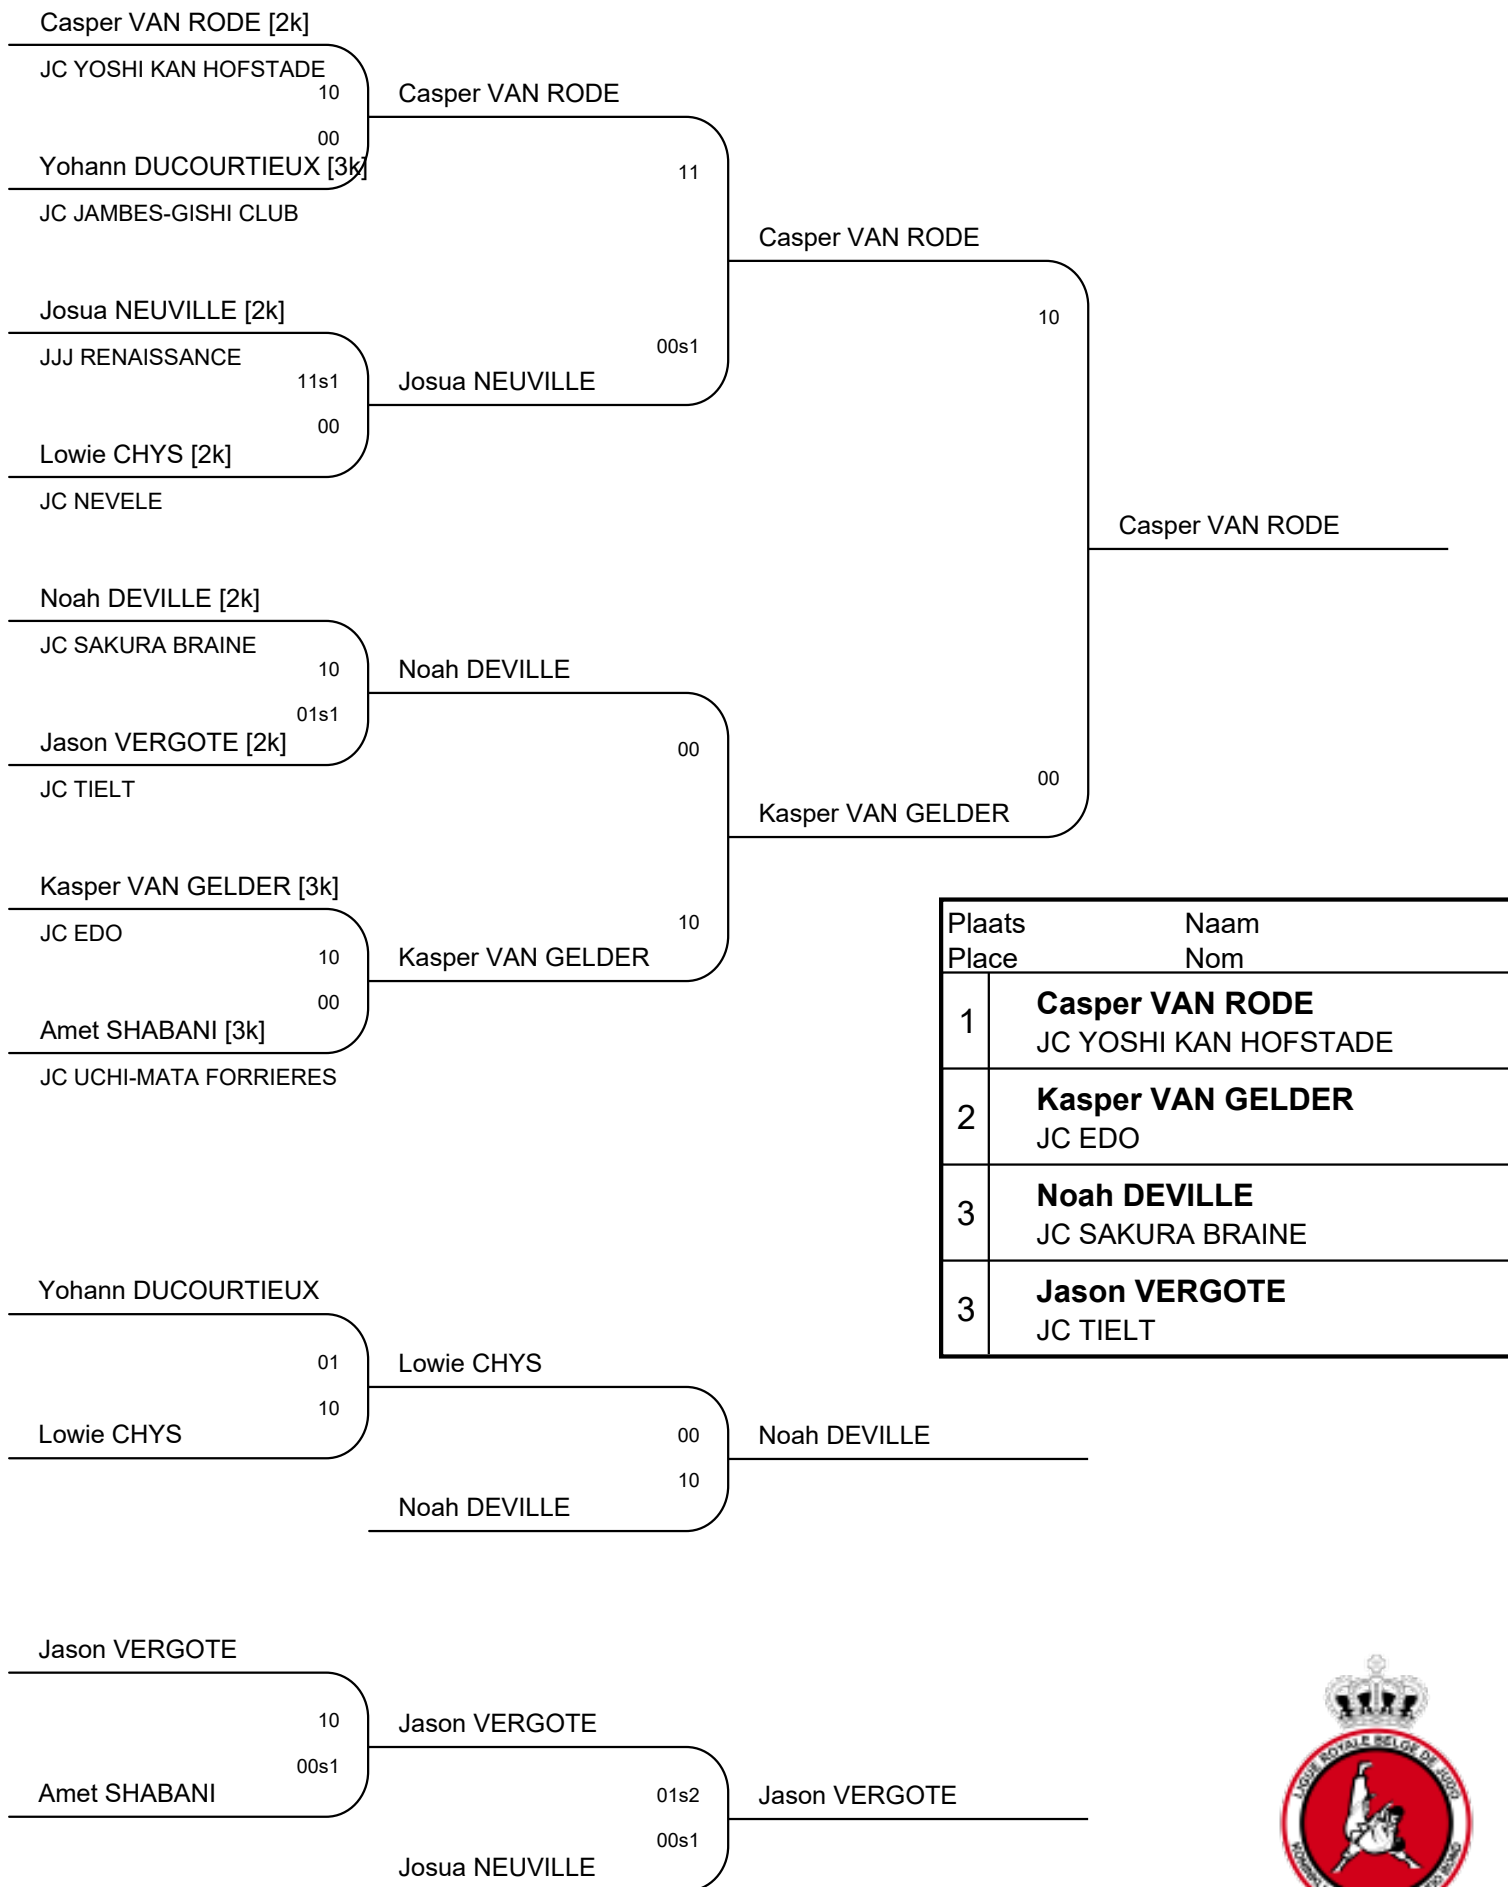 Casper VAN RODE [2k]
JC YOSHI KAN HOFSTADE
10
Casper VAN RODE
00
Yohann DUCOURTIEUX [3k]
11
JC JAMBES-GISHI CLUB
Casper VAN RODE
Josua NEUVILLE [2k]
10
JJJ RENAISSANCE
00s1
11s1
Josua NEUVILLE
00
Lowie CHYS [2k]
JC NEVELE
Casper VAN RODE
Noah DEVILLE [2k]
JC SAKURA BRAINE
10
Noah DEVILLE
01s1
Jason VERGOTE [2k]
00
JC TIELT
00
Kasper VAN GELDER
Kasper VAN GELDER [3k]
JC EDO
10
10
Kasper VAN GELDER
00
Amet SHABANI [3k]
JC UCHI-MATA FORRIERES
Plaats Naam
Place Nom
1 Casper VAN RODE
JC YOSHI KAN HOFSTADE
2 Kasper VAN GELDER
JC EDO
3 Noah DEVILLE
JC SAKURA BRAINE
3 Jason VERGOTE
JC TIELT
Yohann DUCOURTIEUX
01
Lowie CHYS
10
Lowie CHYS
00
Noah DEVILLE
10
Noah DEVILLE
Jason VERGOTE
10
Jason VERGOTE
00s1
Amet SHABANI
01s2
Jason VERGOTE
00s1
Josua NEUVILLE
LIGUE ROYALE BELGE DE JUDO